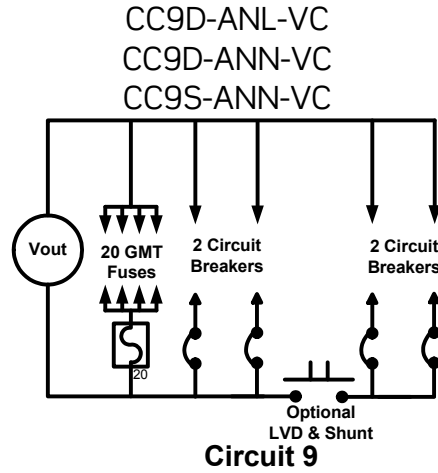 CC9D-ANL-VC
CC9D-ANN-VC
CC9S-ANN-VC
Vout
20 GMT
Fuses
2 Circuit
Breakers
2 Circuit
Breakers
20
Optional
LVD & Shunt
Circuit 9